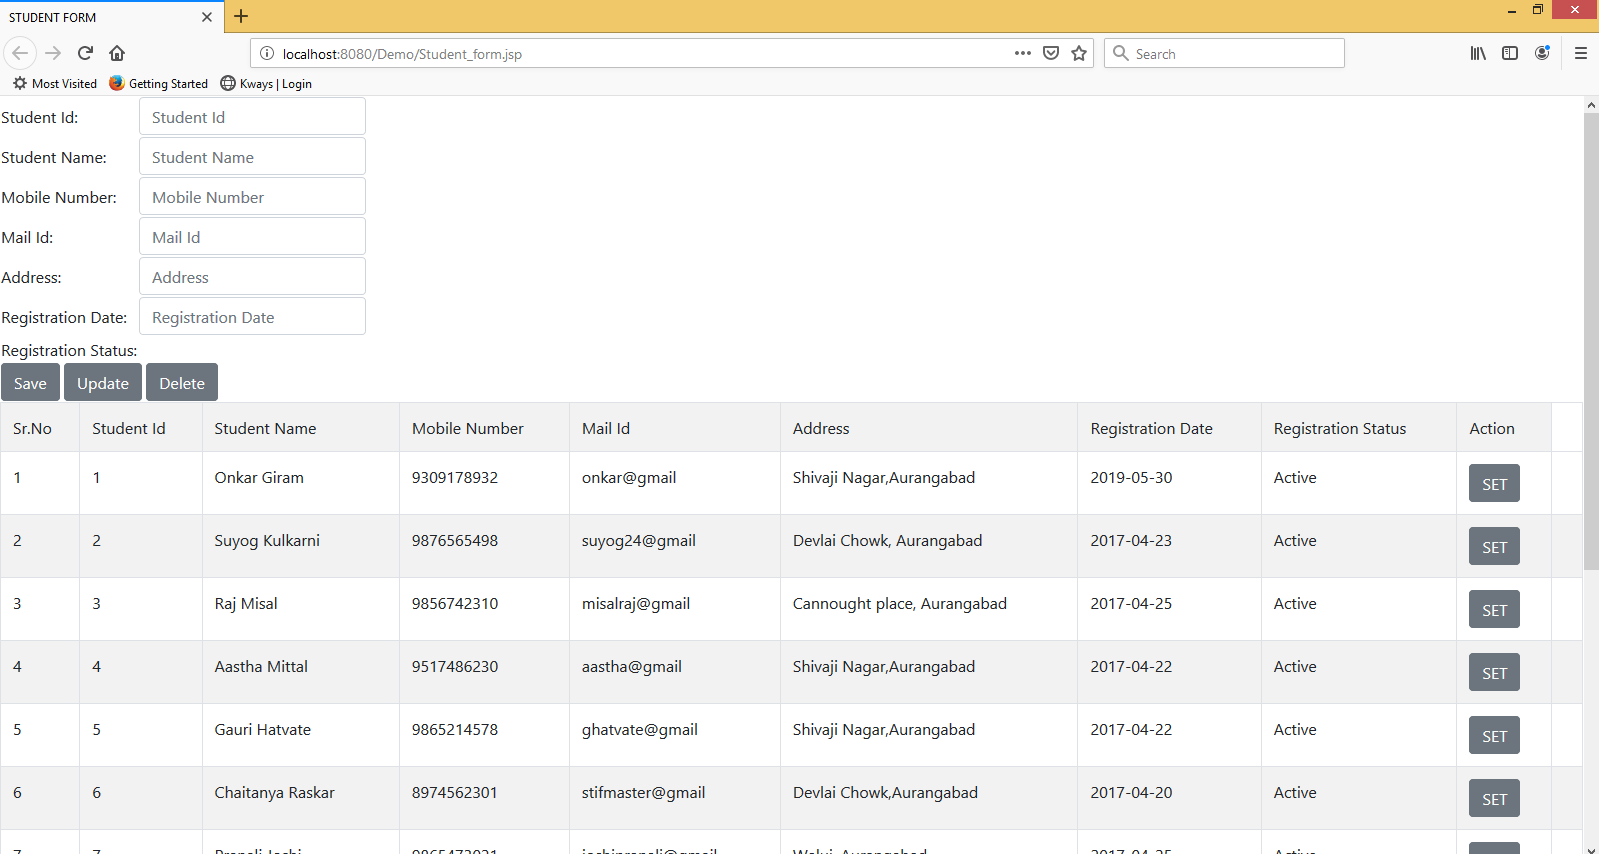 STUDENT FORM
localhost:8080/Demo/Student_form.jsp
Search
Most Visited Getting Started Kways | Login
Student Id: Student Id
Student Name: Student Name
Mobile Number: Mobile Number
Mail Id: Mail Id
Address: Address
Registration Date: Registration Date
Registration Status:
Save Update Delete
Sr.No Student Id Student Name Mobile Number Mail Id Address Registration Date Registration Status Action
1 1 Onkar Giram 9309178932 onkar@gmail Shivaji Nagar,Aurangabad 2019-05-30 Active SET
2 2 Suyog Kulkarni 9876565498 suyog24@gmail Devlai Chowk, Aurangabad 2017-04-23 Active SET
3 3 Raj Misal 9856742310 misalraj@gmail Cannought place, Aurangabad 2017-04-25 Active SET
4 4 Aastha Mittal 9517486230 aastha@gmail Shivaji Nagar,Aurangabad 2017-04-22 Active SET
5 5 Gauri Hatvate 9865214578 ghatvate@gmail Shivaji Nagar,Aurangabad 2017-04-22 Active SET
6 6 Chaitanya Raskar 8974562301 stifmaster@gmail Devlai Chowk,Aurangabad 2017-04-20 Active SET
7 7 Aurangabad 2017-04-25 Active